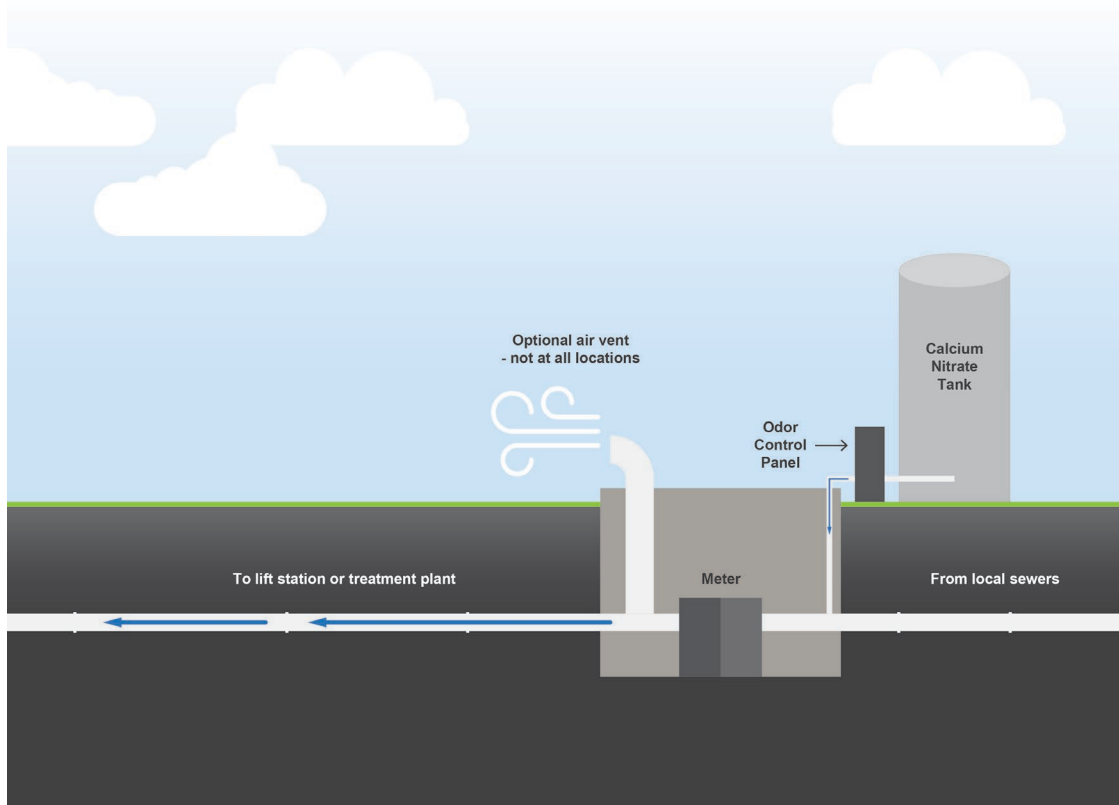 Optional air vent
- not at all locations
Calcium
Nitrate
Tank
Odor
Control
Panel
To lift station or treatment plant
Meter
From local sewers